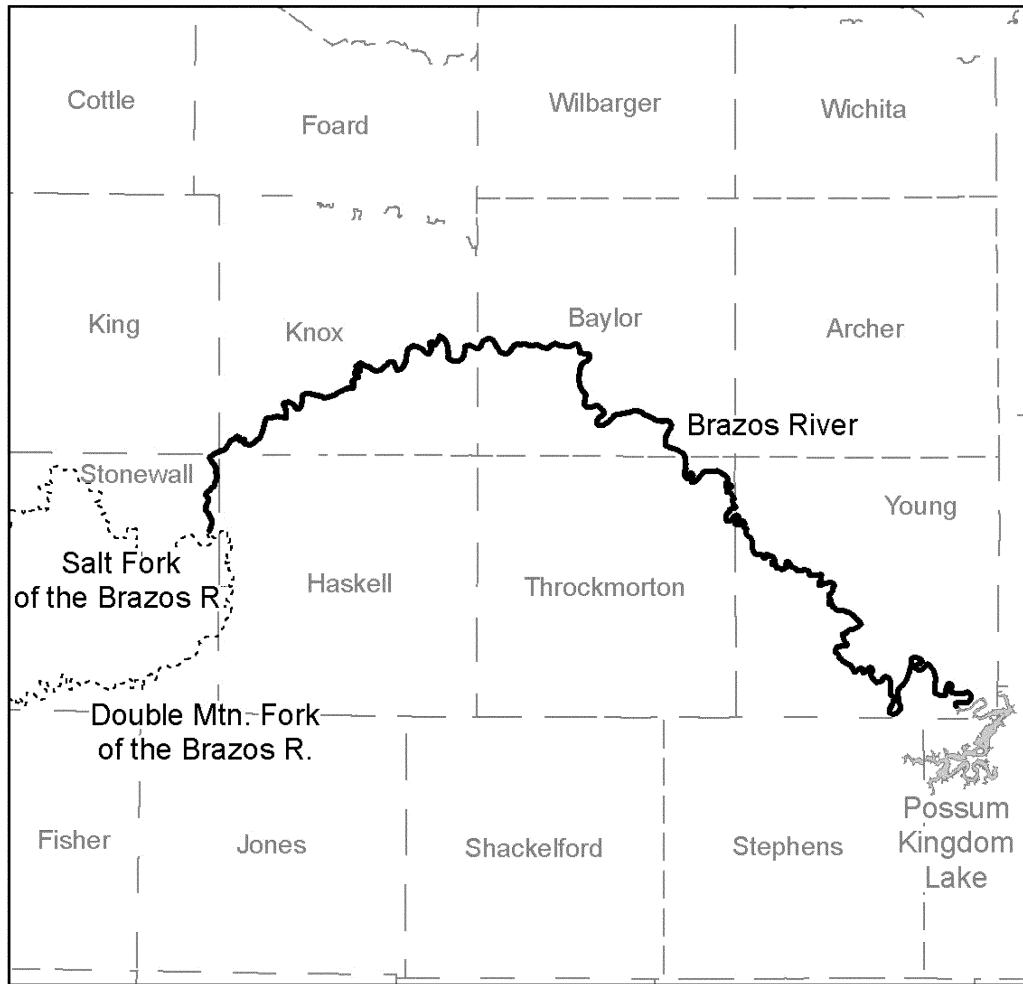 Cottle
Foard
Wilbarger
Wichita
King
Knox
Baylor
Archer
Brazos River
Stonewall
Young
Salt Fork
of the Brazos R.
Haskell
Throckmorton
Double Mtn. Fork
of the Brazos R.
Fisher
Jones
Shackelford
Stephens
Possum
Kingdom
Lake